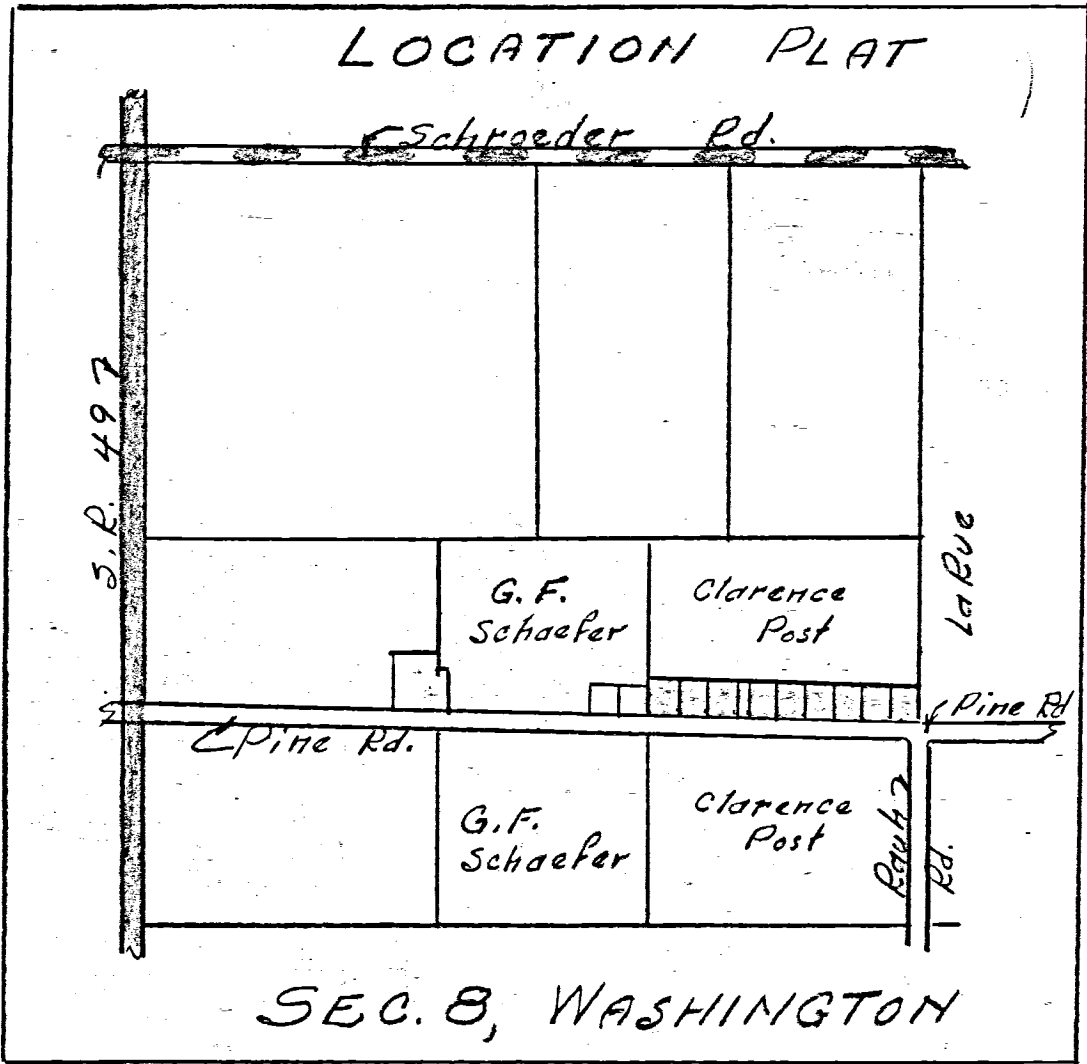 LOCATION PLAT
Schroeder Rd.
S.R. 497
G.F.
Schaefer
Clarence
Post
LaRue
Pine Rd
Pine Rd.
G.F.
Schaefer
Clarence
Post
Rauh
Rd.
SEC. 8, WASHINGTON